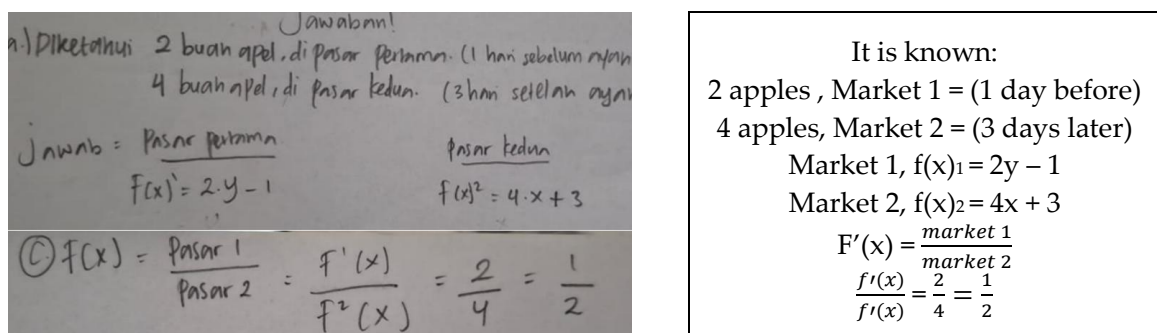 Jawaban!
a.) Diketahui 2 buah apel, di pasar pertama. (1 hari sebelum ayah
4 buah apel, di pasar kedua. (3 hari setelah ayah
Jawab = Pasar pertama
F(x)' = 2.y - 1
Pasar kedua
f(x)² = 4.x + 3
Ⓒ F(x) = Pasar 1 / Pasar 2 = F'(x) / F²(x) = 2/4 = 1/2
It is known:
2 apples , Market 1 = (1 day before)
4 apples, Market 2 = (3 days later)
Market 1, f(x)₁ = 2y – 1
Market 2, f(x)₂ = 4x + 3
F′(x) = market 1 / market 2
f′(x) / f′(x) = 2/4 = 1/2